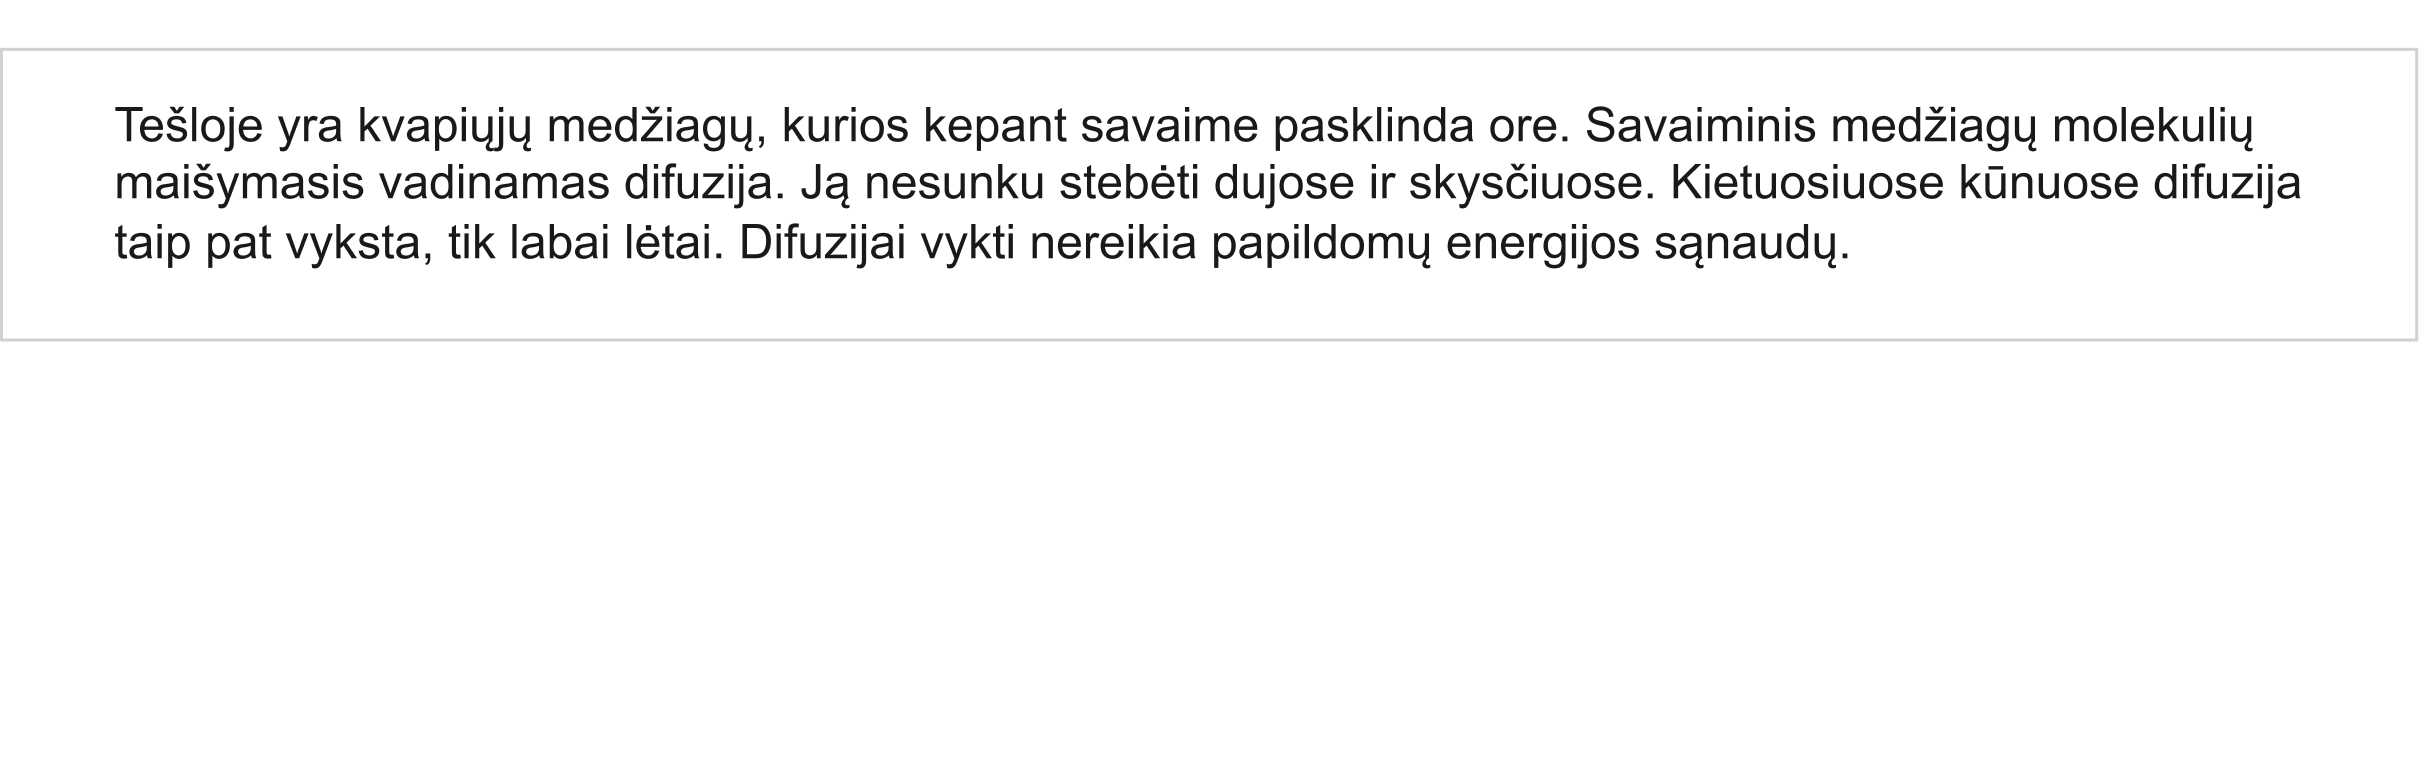 Tešloje yra kvapiųjų medžiagų, kurios kepant savaime pasklinda ore. Savaiminis medžiagų molekulių
maišymasis vadinamas difuzija. Ją nesunku stebėti dujose ir skysčiuose. Kietuosiuose kūnuose difuzija
taip pat vyksta, tik labai lėtai. Difuzijai vykti nereikia papildomų energijos sąnaudų.